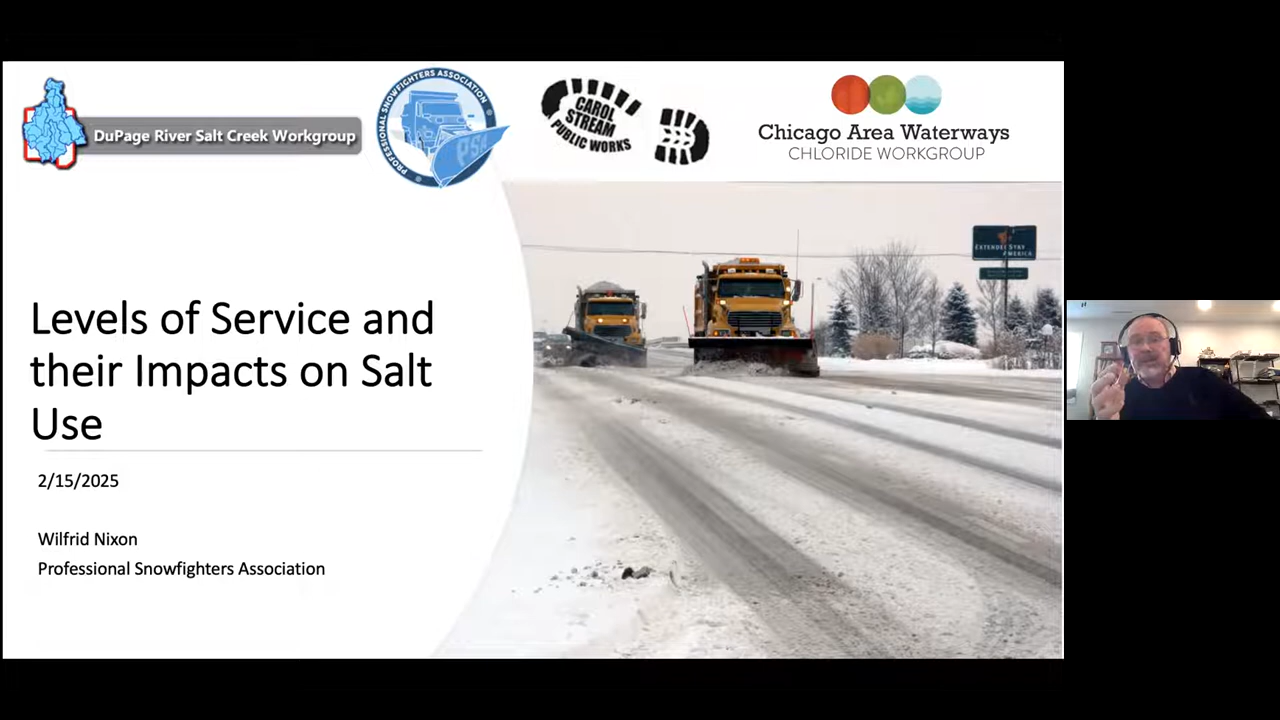 DuPage River Salt Creek Workgroup
PROFESSIONAL SNOWFIGHTERS ASSOCIATION
PSA
CAROL
STREAM
PUBLIC WORKS
Chicago Area Waterways
CHLORIDE WORKGROUP
EXTENDED STAY
AMERICA
Levels of Service and
their Impacts on Salt
Use
2/15/2025
Wilfrid Nixon
Professional Snowfighters Association